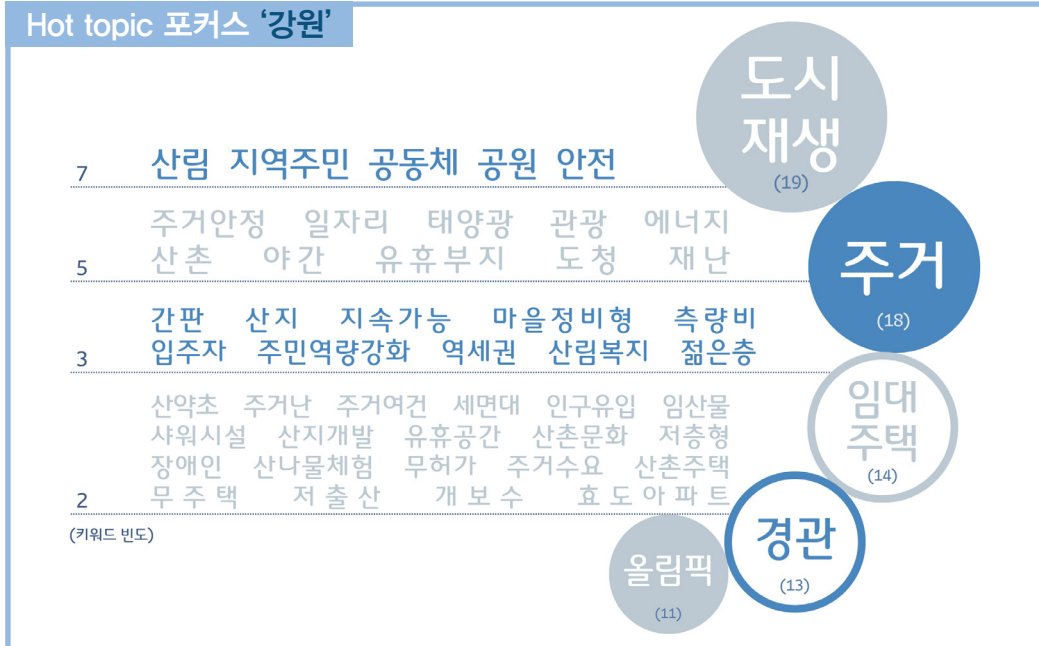 Hot topic 포커스 ‘강원’
도시
재생
(19)
7 산림 지역주민 공동체 공원 안전
주거안정 일자리 태양광 관광 에너지
5 산촌 야간 유휴부지 도청 재난
주거
(18)
간판 산지 지속가능 마을정비형 측량비
3 입주자 주민역량강화 역세권 산림복지 젊은층
임대
주택
(14)
산약초 주거난 주거여건 세면대 인구유입 임산물
샤워시설 산지개발 유휴공간 산촌문화 저층형
장애인 산나물체험 무허가 주거수요 산촌주택
2 무주택 저출산 개보수 효도아파트
(키워드 빈도)
경관
(13)
올림픽
(11)